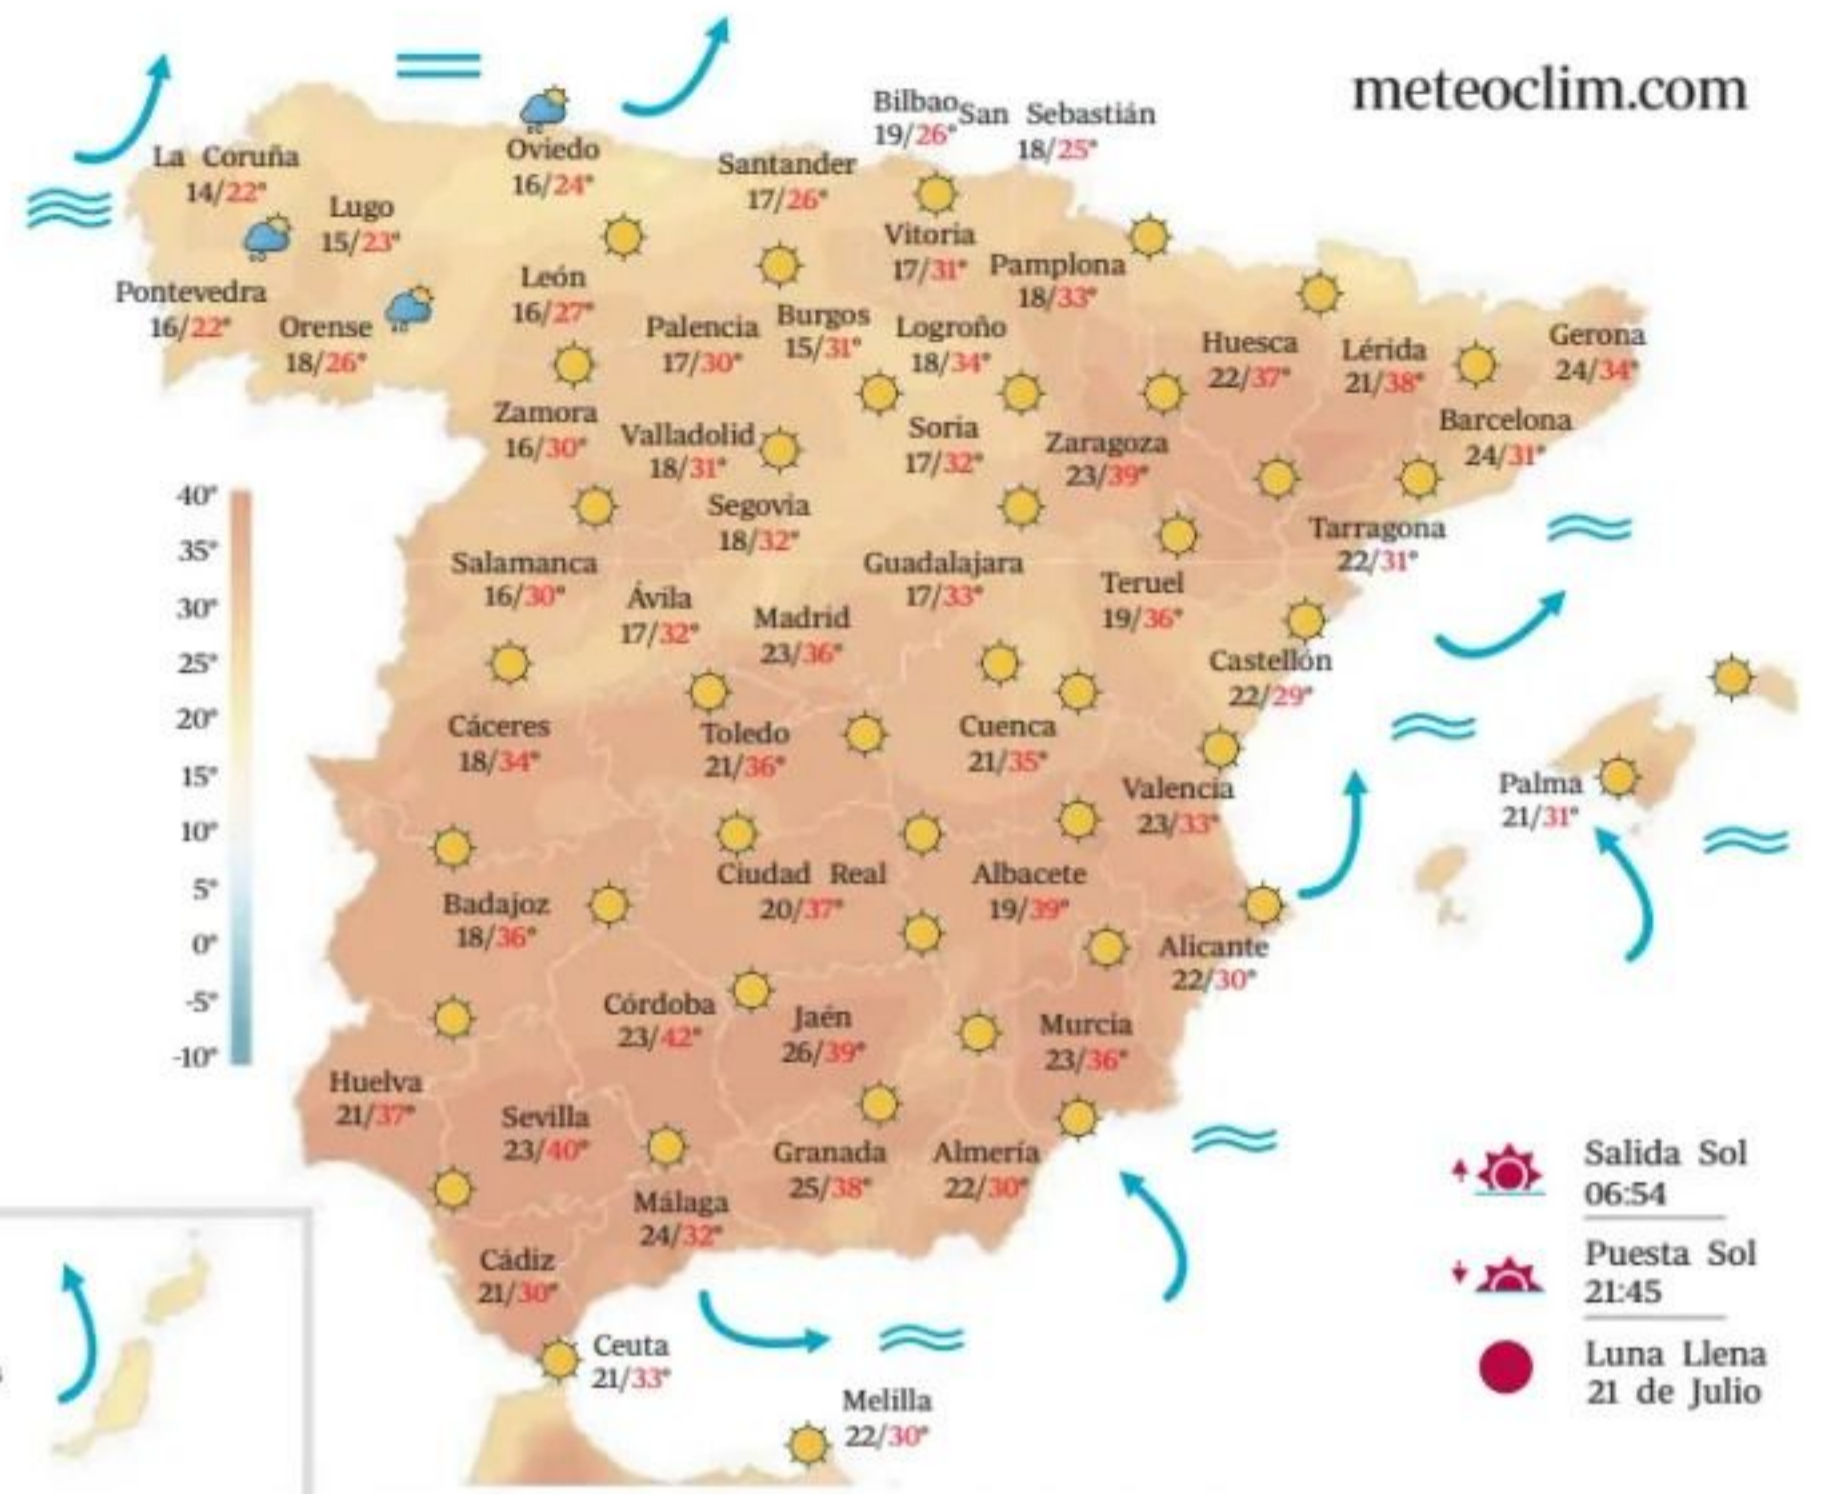 meteoclim.com
Bilbao
19/26°
San Sebastián
18/25°
La Coruña
14/22°
Oviedo
16/24°
Santander
17/26°
Lugo
15/23°
Vitoria
17/31°
Pamplona
18/33°
León
16/27°
Pontevedra
16/22°
Orense
18/26°
Palencia
17/30°
Burgos
15/31°
Logroño
18/34°
Huesca
22/37°
Lérida
21/38°
Gerona
24/34°
Zamora
16/30°
Valladolid
18/31°
Soria
17/32°
Zaragoza
23/39°
Barcelona
24/31°
Segovia
18/32°
Tarragona
22/31°
Salamanca
16/30°
Ávila
17/32°
Madrid
23/36°
Guadalajara
17/33°
Teruel
19/36°
Castellón
22/29°
Cáceres
18/34°
Toledo
21/36°
Cuenca
21/35°
Valencia
23/33°
Palma
21/31°
Badajoz
18/36°
Ciudad Real
20/37°
Albacete
19/39°
Alicante
22/30°
Córdoba
23/42°
Jaén
26/39°
Murcia
23/36°
Huelva
21/37°
Sevilla
23/40°
Granada
25/38°
Almería
22/30°
Málaga
24/32°
Cádiz
21/30°
Ceuta
21/33°
Melilla
22/30°
40°
35°
30°
25°
20°
15°
10°
5°
0°
-5°
-10°
Salida Sol
06:54
Puesta Sol
21:45
Luna Llena
21 de Julio